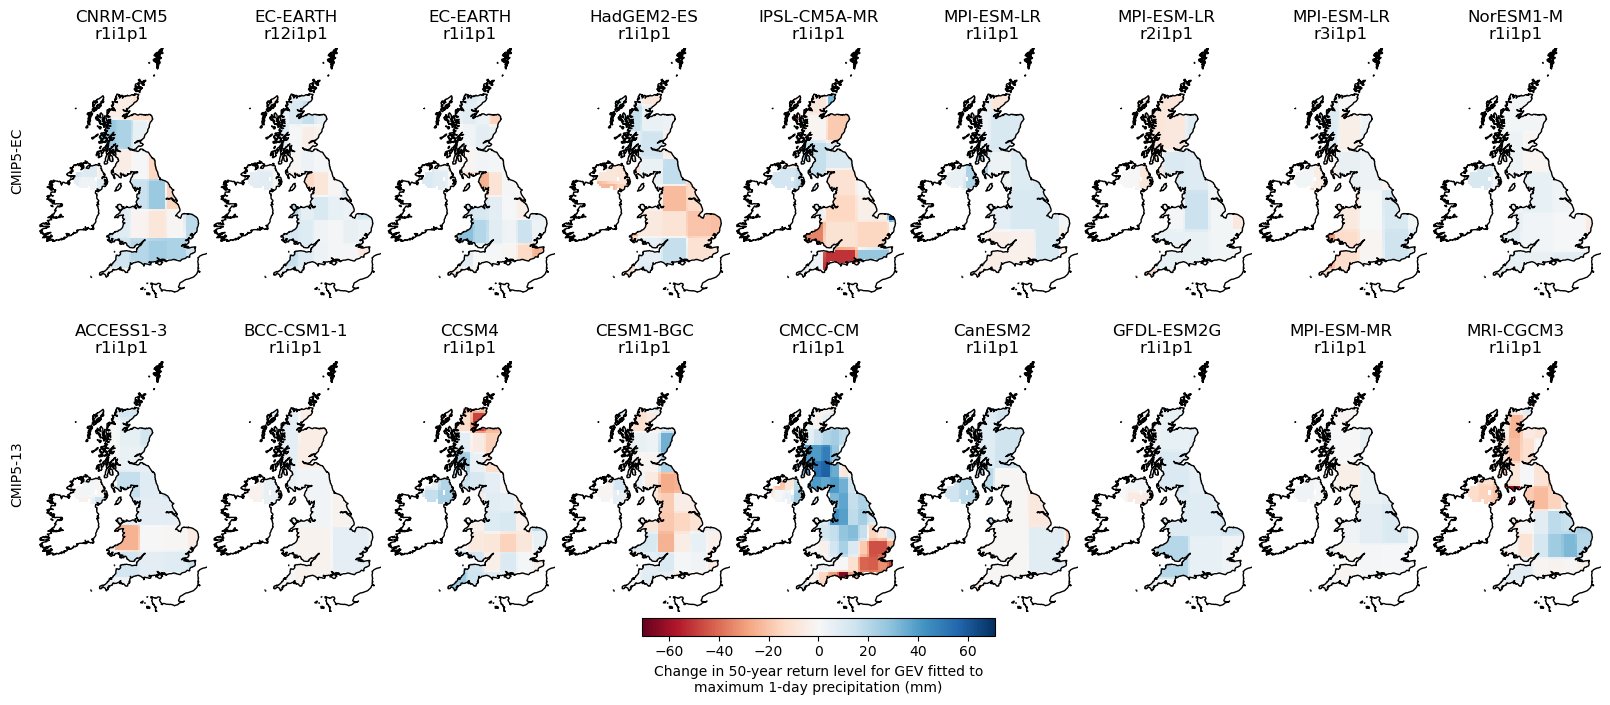 CNRM-CM5
r1i1p1
EC-EARTH
r12i1p1
EC-EARTH
r1i1p1
HadGEM2-ES
r1i1p1
IPSL-CM5A-MR
r1i1p1
MPI-ESM-LR
r1i1p1
MPI-ESM-LR
r2i1p1
MPI-ESM-LR
r3i1p1
NorESM1-M
r1i1p1
CMIP5-EC
ACCESS1-3
r1i1p1
BCC-CSM1-1
r1i1p1
CCSM4
r1i1p1
CESM1-BGC
r1i1p1
CMCC-CM
r1i1p1
CanESM2
r1i1p1
GFDL-ESM2G
r1i1p1
MPI-ESM-MR
r1i1p1
MRI-CGCM3
r1i1p1
CMIP5-13
−60 −40 −20 0 20 40 60
Change in 50-year return level for GEV fitted to
maximum 1-day precipitation (mm)